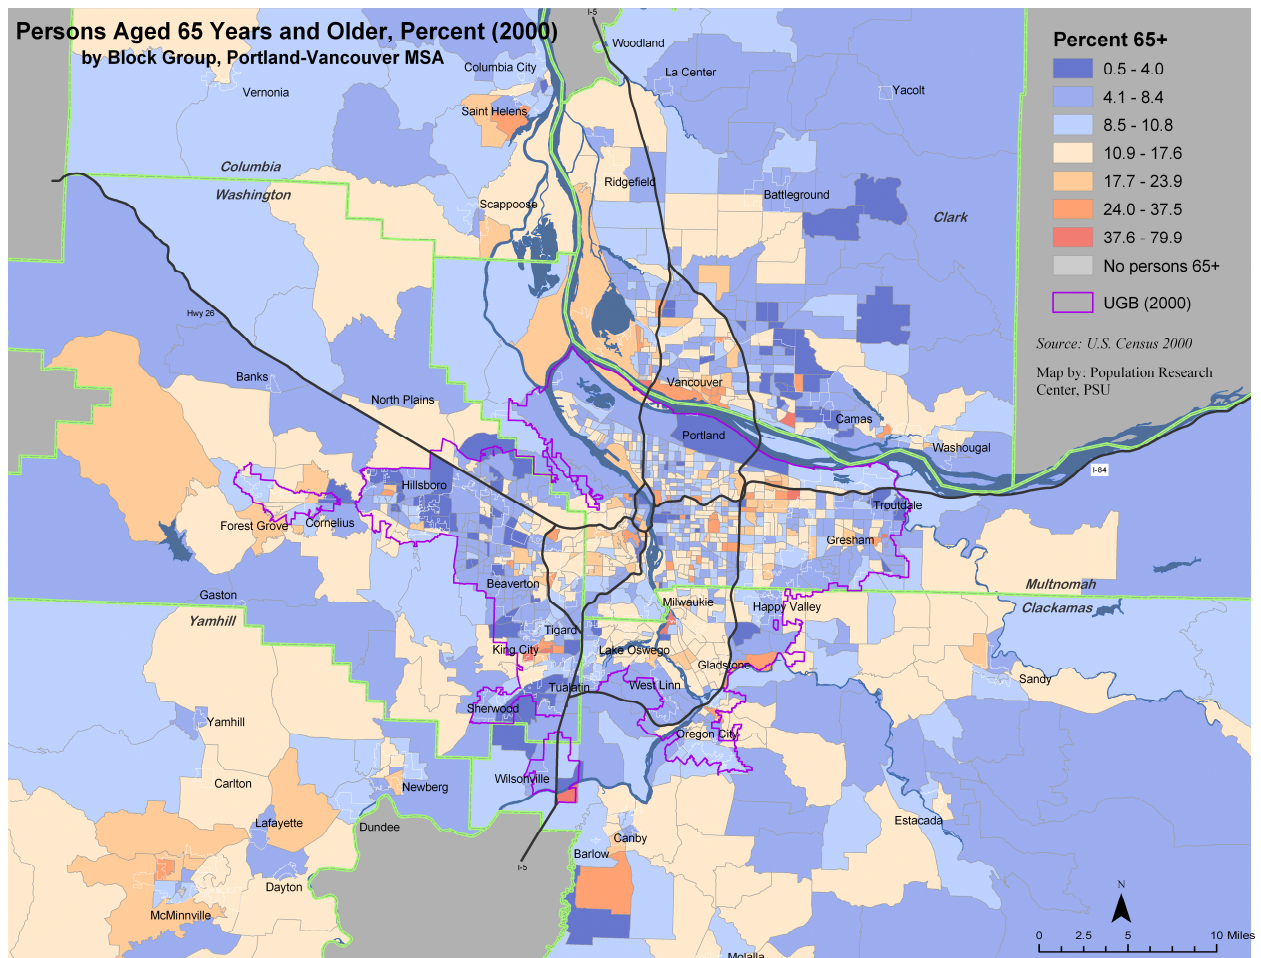 Persons Aged 65 Years and Older, Percent (2000)
by Block Group, Portland-Vancouver MSA
I-5
Woodland
Columbia City
La Center
Vernonia
Yacolt
Saint Helens
Columbia
Washington
Ridgefield
Battleground
Scappoose
Clark
Percent 65+
0.5 - 4.0
4.1 - 8.4
8.5 - 10.8
10.9 - 17.6
17.7 - 23.9
24.0 - 37.5
37.6 - 79.9
No persons 65+
UGB (2000)
Source: U.S. Census 2000
Map by: Population Research
Center, PSU
Hwy 26
Banks
North Plains
Vancouver
Camas
Portland
Washougal
I-84
Hillsboro
Troutdale
Forest Grove
Cornelius
Gresham
Beaverton
Multnomah
Clackamas
Gaston
Yamhill
Milwaukie
Happy Valley
Tigard
King City
Lake Oswego
Gladstone
Sandy
Tualatin
West Linn
Sherwood
Yamhill
Oregon City
Carlton
Wilsonville
Newberg
Lafayette
Dundee
Canby
Estacada
Barlow
I-5
Dayton
McMinnville
N
Molalla
0 2.5 5 10 Miles